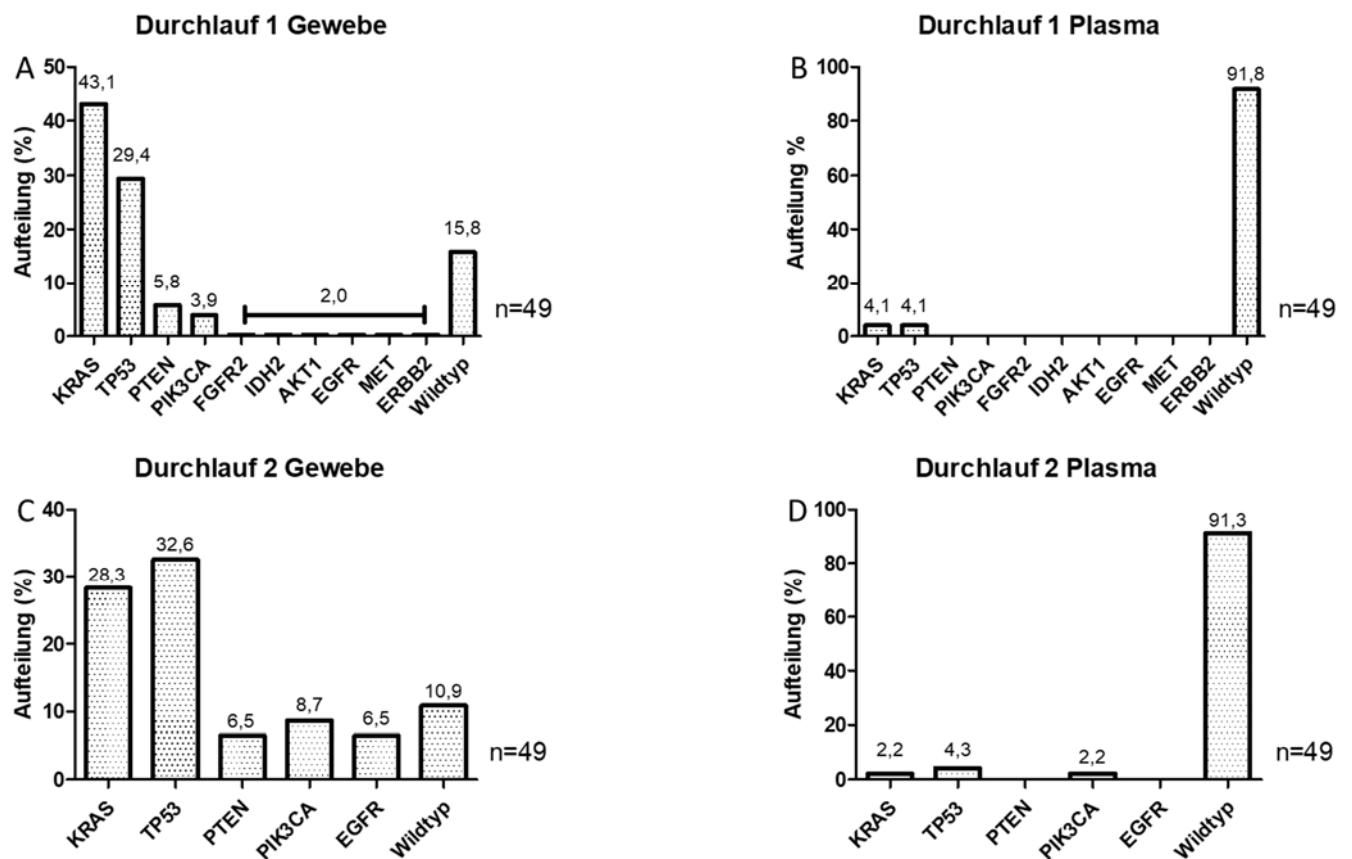 Durchlauf 1 Gewebe
A
Aufteilung (%)
50
40
30
20
10
0
43,1
29,4
5,8
3,9
2,0
15,8
n=49
KRAS
TP53
PTEN
PIK3CA
FGFR2
IDH2
AKT1
EGFR
MET
ERBB2
Wildtyp
Durchlauf 1 Plasma
B
Aufteilung %
100
80
60
40
20
0
4,1
4,1
91,8
n=49
KRAS
TP53
PTEN
PIK3CA
FGFR2
IDH2
AKT1
EGFR
MET
ERBB2
Wildtyp
Durchlauf 2 Gewebe
C
Aufteilung (%)
40
30
20
10
0
28,3
32,6
6,5
8,7
6,5
10,9
n=49
KRAS
TP53
PTEN
PIK3CA
EGFR
Wildtyp
Durchlauf 2 Plasma
D
Aufteilung (%)
100
80
60
40
20
0
2,2
4,3
2,2
91,3
n=49
KRAS
TP53
PTEN
PIK3CA
EGFR
Wildtyp